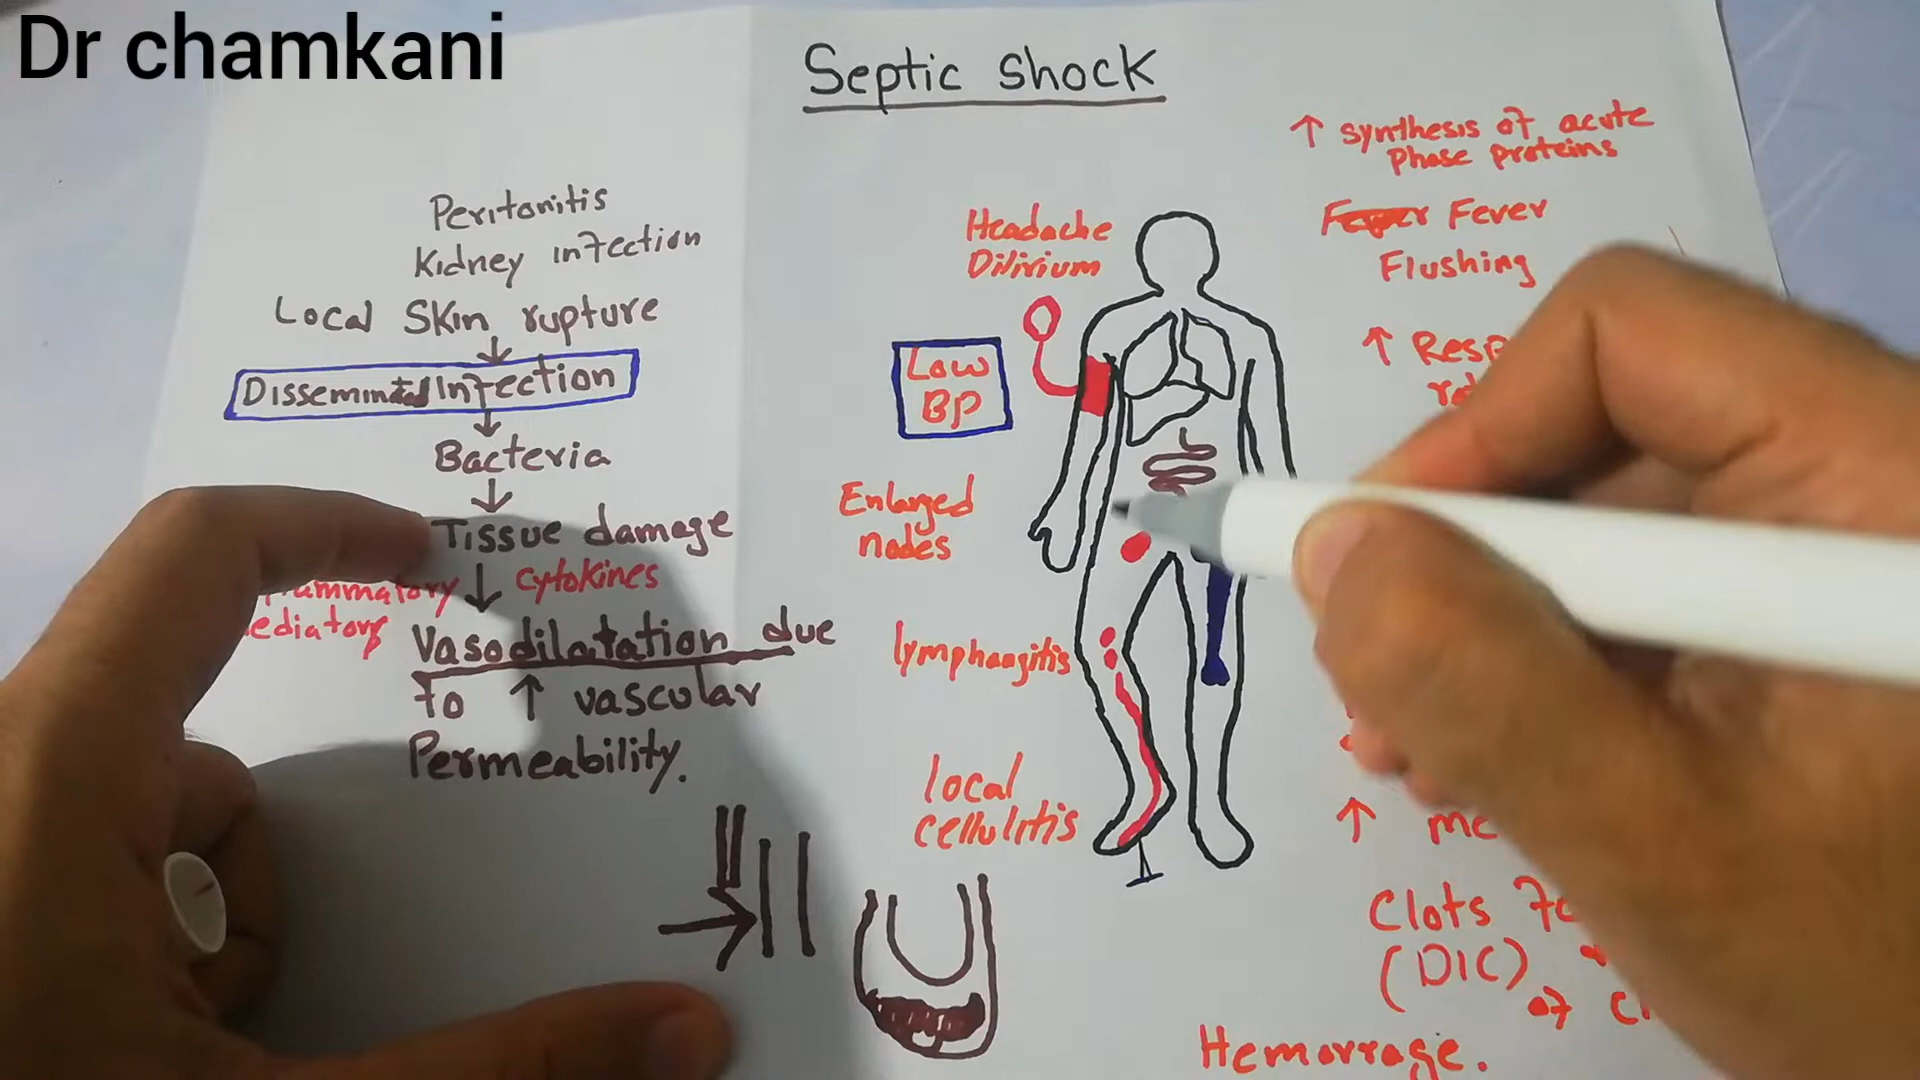 Dr chamkani
Septic shock
Peritonitis
Kidney infection
Local Skin rupture
Disseminted Infection
Bacteria
Tissue damage
cytokines
Vasodilatation due
to ↑ vascular
Permeability.
Headache
Dilirium
Low
BP
Enlarged
nodes
lymphangitis
local
cellulitis
↑ synthesis of acute
Phase proteins
Fever Fever
Flushing
↑
↑
Clots
(DIC)
of
Hemorrage.